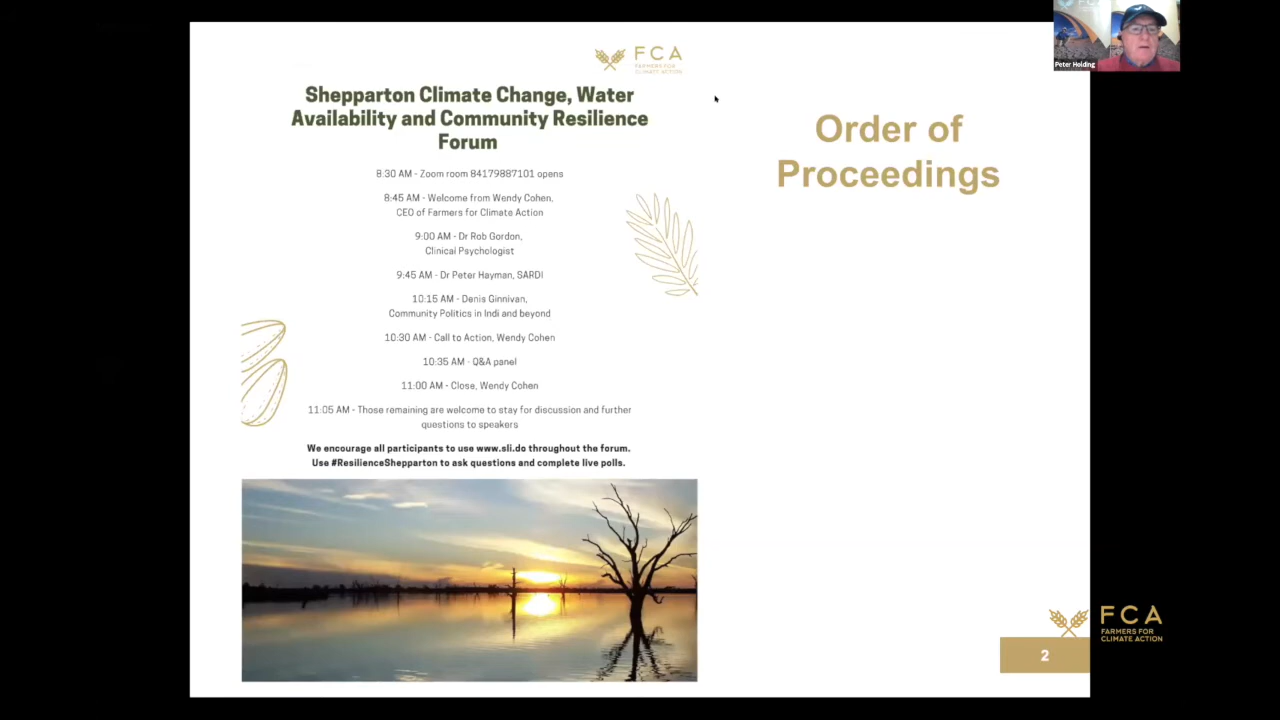 FCA
FARMERS FOR
CLIMATE ACTION
Shepparton Climate Change, Water
Availability and Community Resilience
Forum
8:30 AM - Zoom room 84179887101 opens
8:45 AM - Welcome from Wendy Cohen,
CEO of Farmers for Climate Action
9:00 AM - Dr Rob Gordon,
Clinical Psychologist
9:45 AM - Dr Peter Hayman, SARDI
10:15 AM - Denis Ginnivan,
Community Politics in Indi and beyond
10:30 AM - Call to Action, Wendy Cohen
10:35 AM - Q&A panel
11:00 AM - Close, Wendy Cohen
11:05 AM - Those remaining are welcome to stay for discussion and further
questions to speakers
We encourage all participants to use www.sli.do throughout the forum.
Use #ResilienceShepparton to ask questions and complete live polls.
Order of
Proceedings
Peter Holding
FCA
FARMERS FOR
CLIMATE ACTION
2